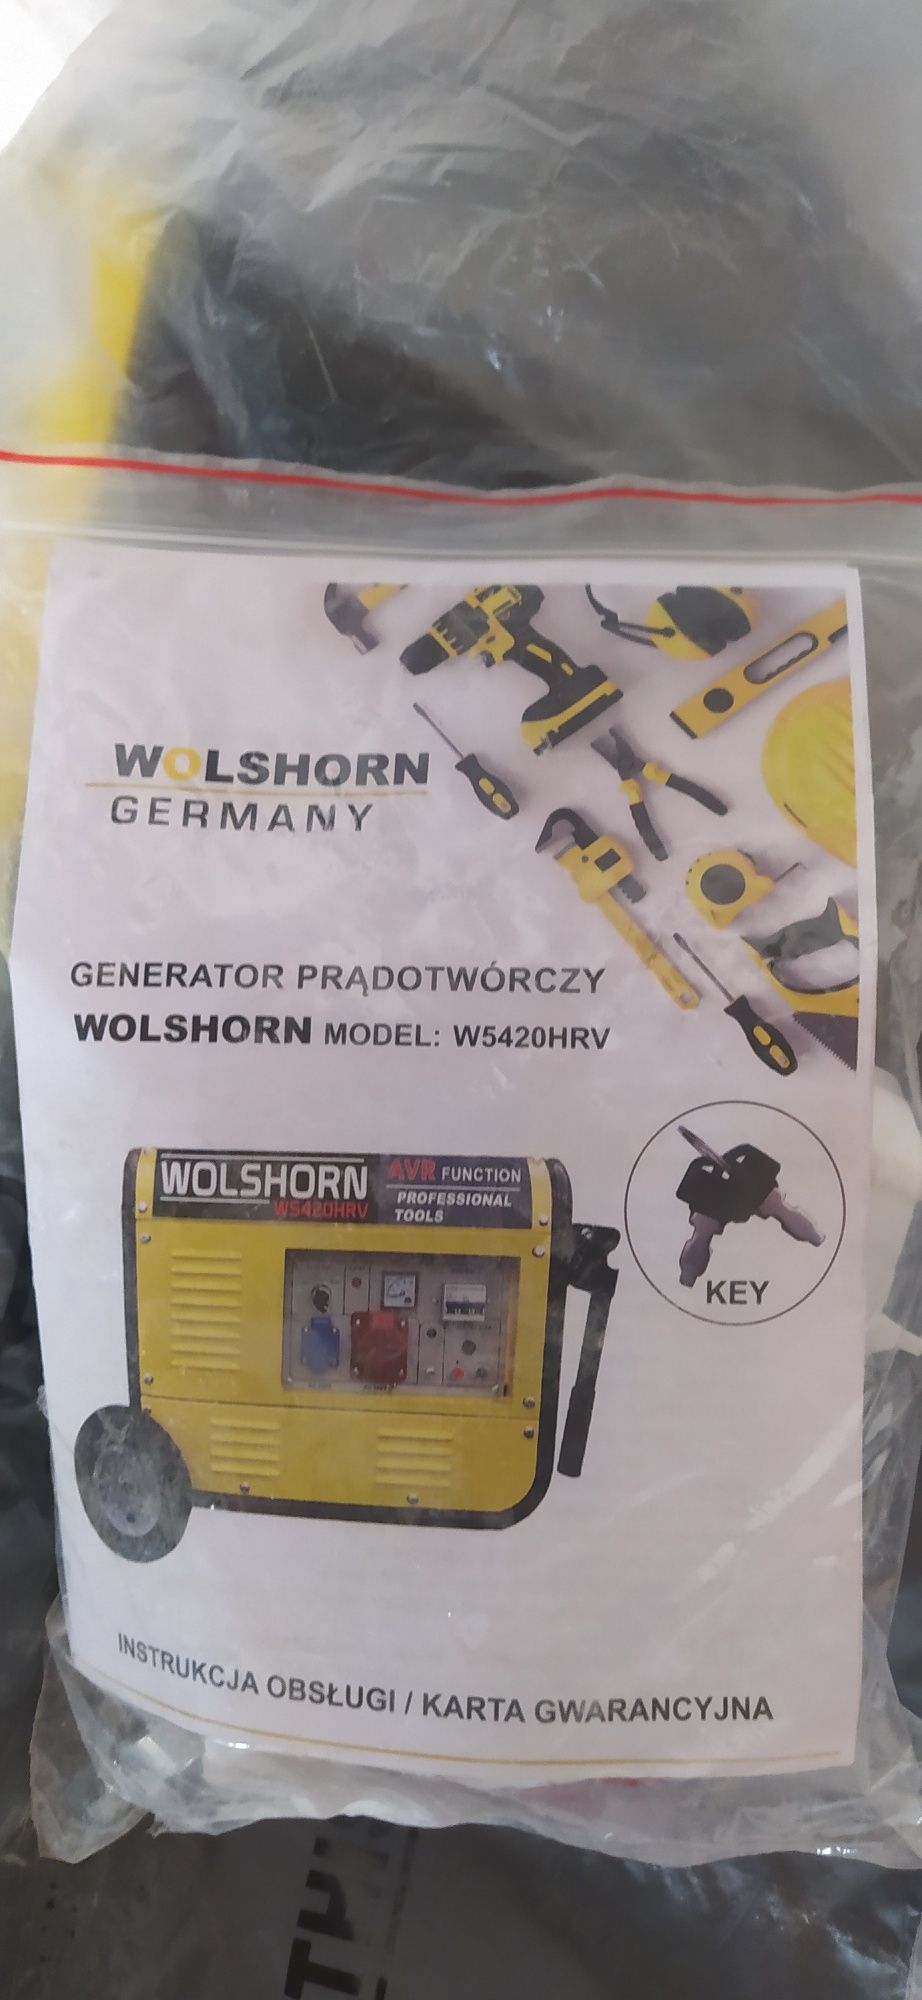 WOLSHORN
GERMANY
GENERATOR PRĄDOTWÓRCZY
WOLSHORN MODEL: W5420HRV
WOLSHORN
W5420HRV
AVR FUNCTION
PROFESSIONAL
TOOLS
KEY
INSTRUKCJA OBSŁUGI / KARTA GWARANCYJNA